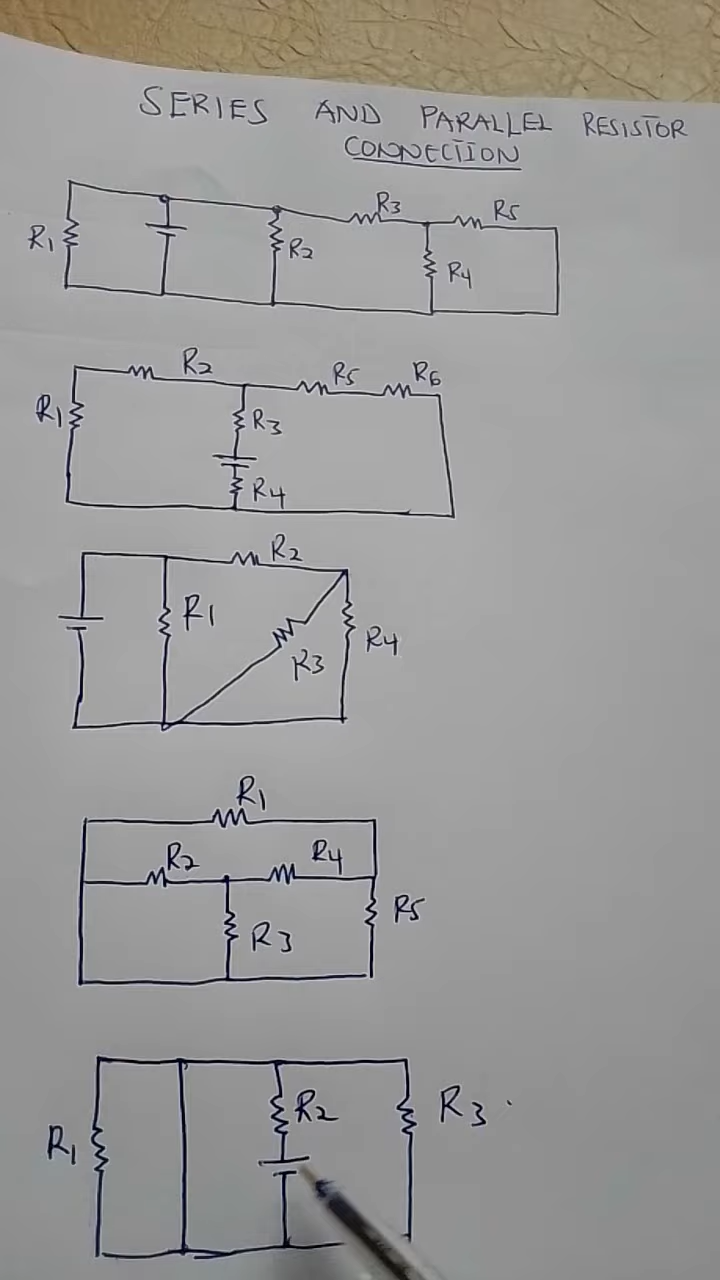 SERIES AND PARALLEL RESISTOR
CONNECTION
R3 R5
R1 R2 R4
R2 R5 R6
R1 R3
R4
R2
R1 R3 R4
R1
R2 R4
R3 R5
R1 R2 R3